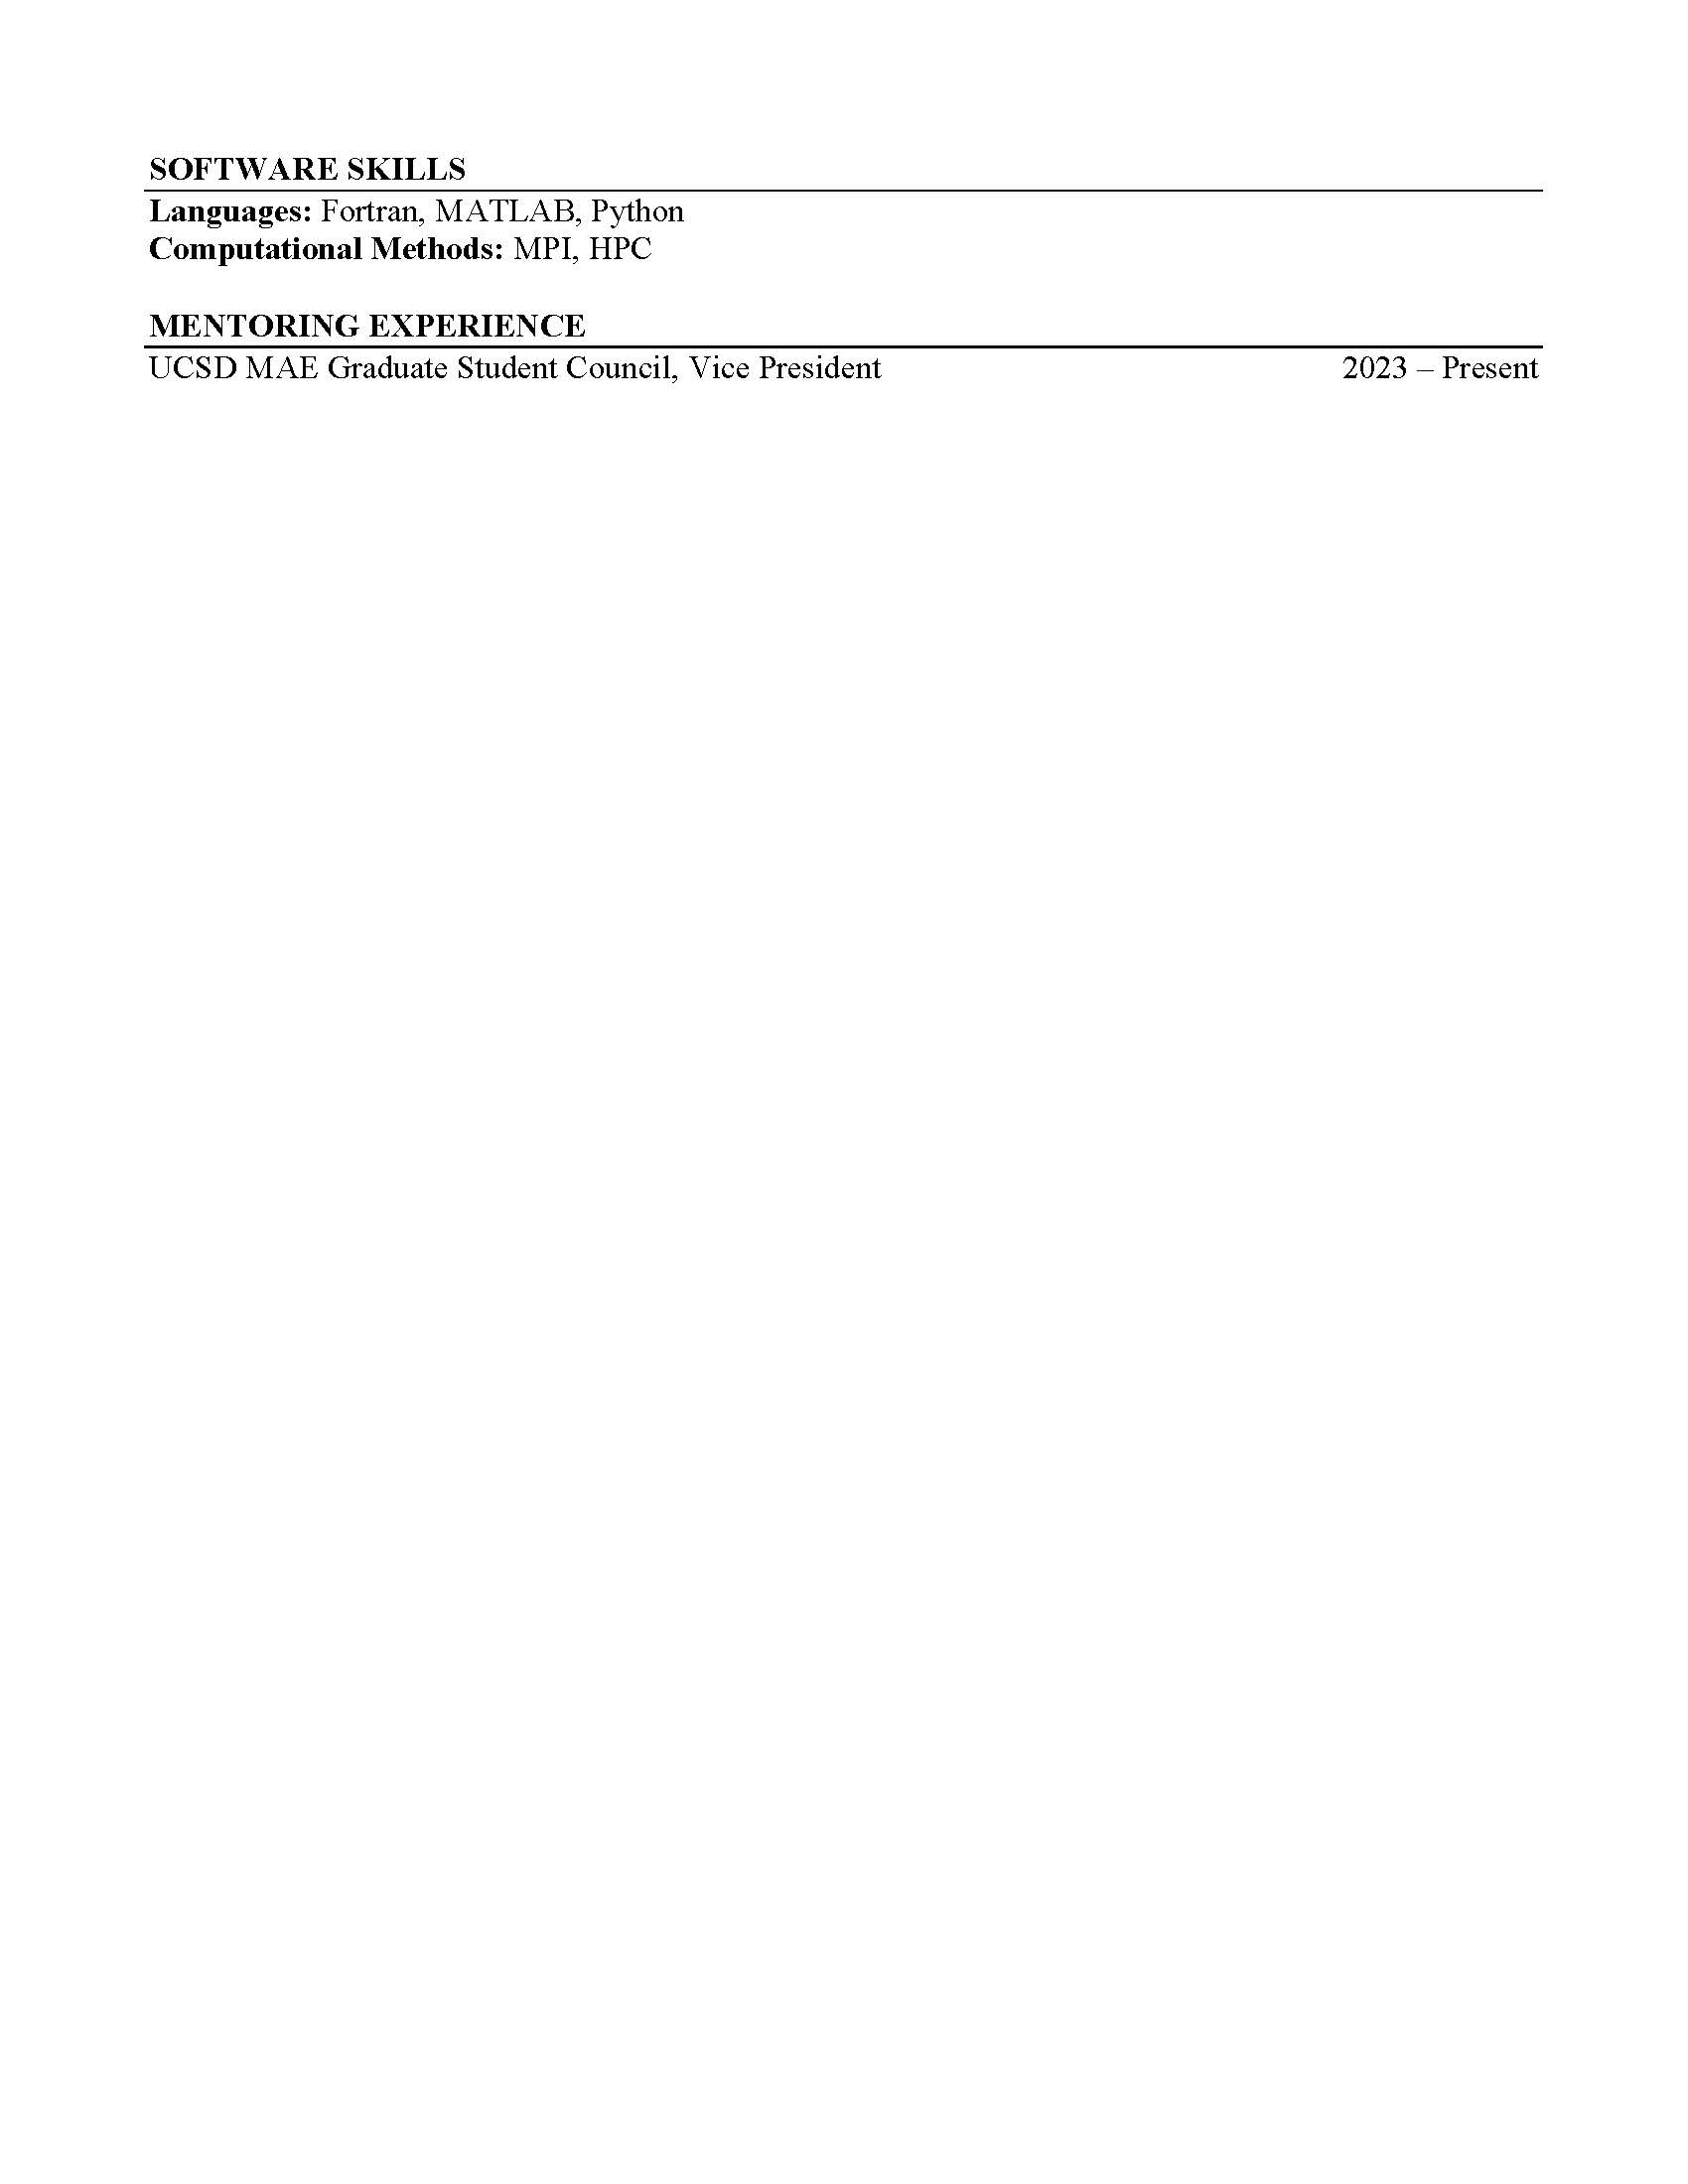 SOFTWARE SKILLS
Languages: Fortran, MATLAB, Python
Computational Methods: MPI, HPC
MENTORING EXPERIENCE
UCSD MAE Graduate Student Council, Vice President 2023 – Present